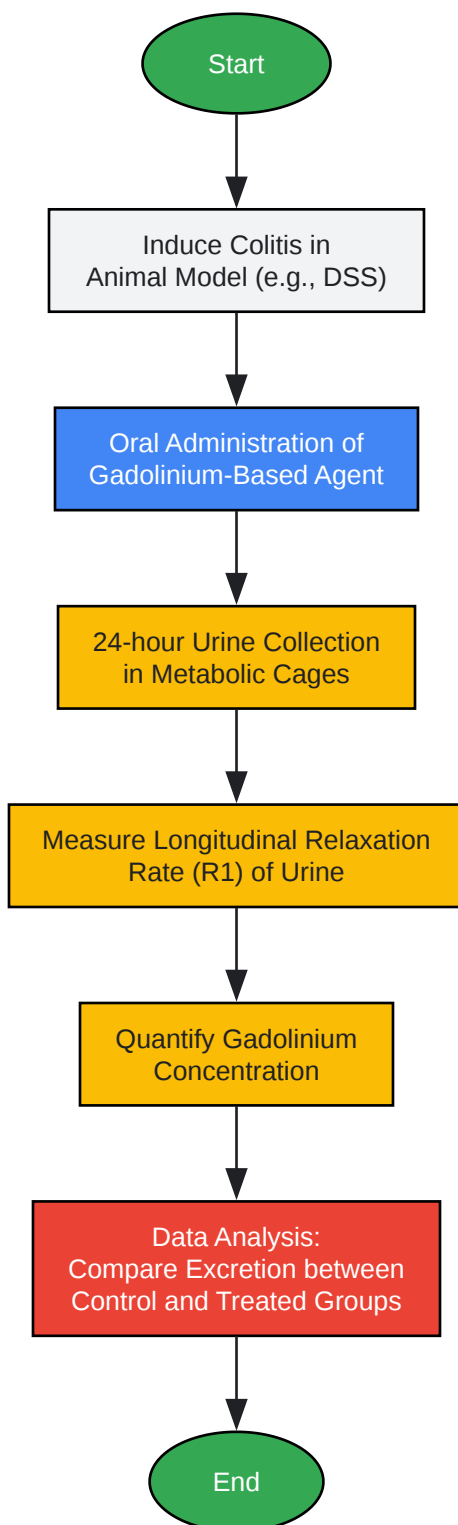 Start
Induce Colitis in
Animal Model (e.g., DSS)
Oral Administration of
Gadolinium-Based Agent
24-hour Urine Collection
in Metabolic Cages
Measure Longitudinal Relaxation
Rate (R1) of Urine
Quantify Gadolinium
Concentration
Data Analysis:
Compare Excretion between
Control and Treated Groups
End